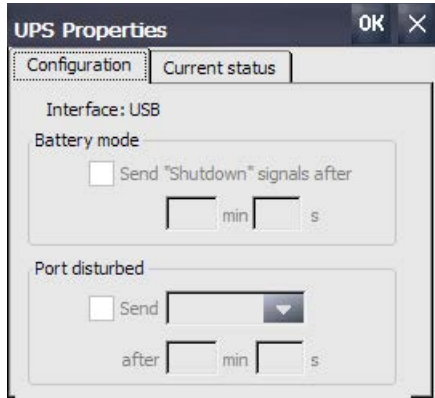 UPS Properties OK ×
Configuration Current status
Interface: USB
Battery mode
Send "Shutdown" signals after
min s
Port disturbed
Send
after min s